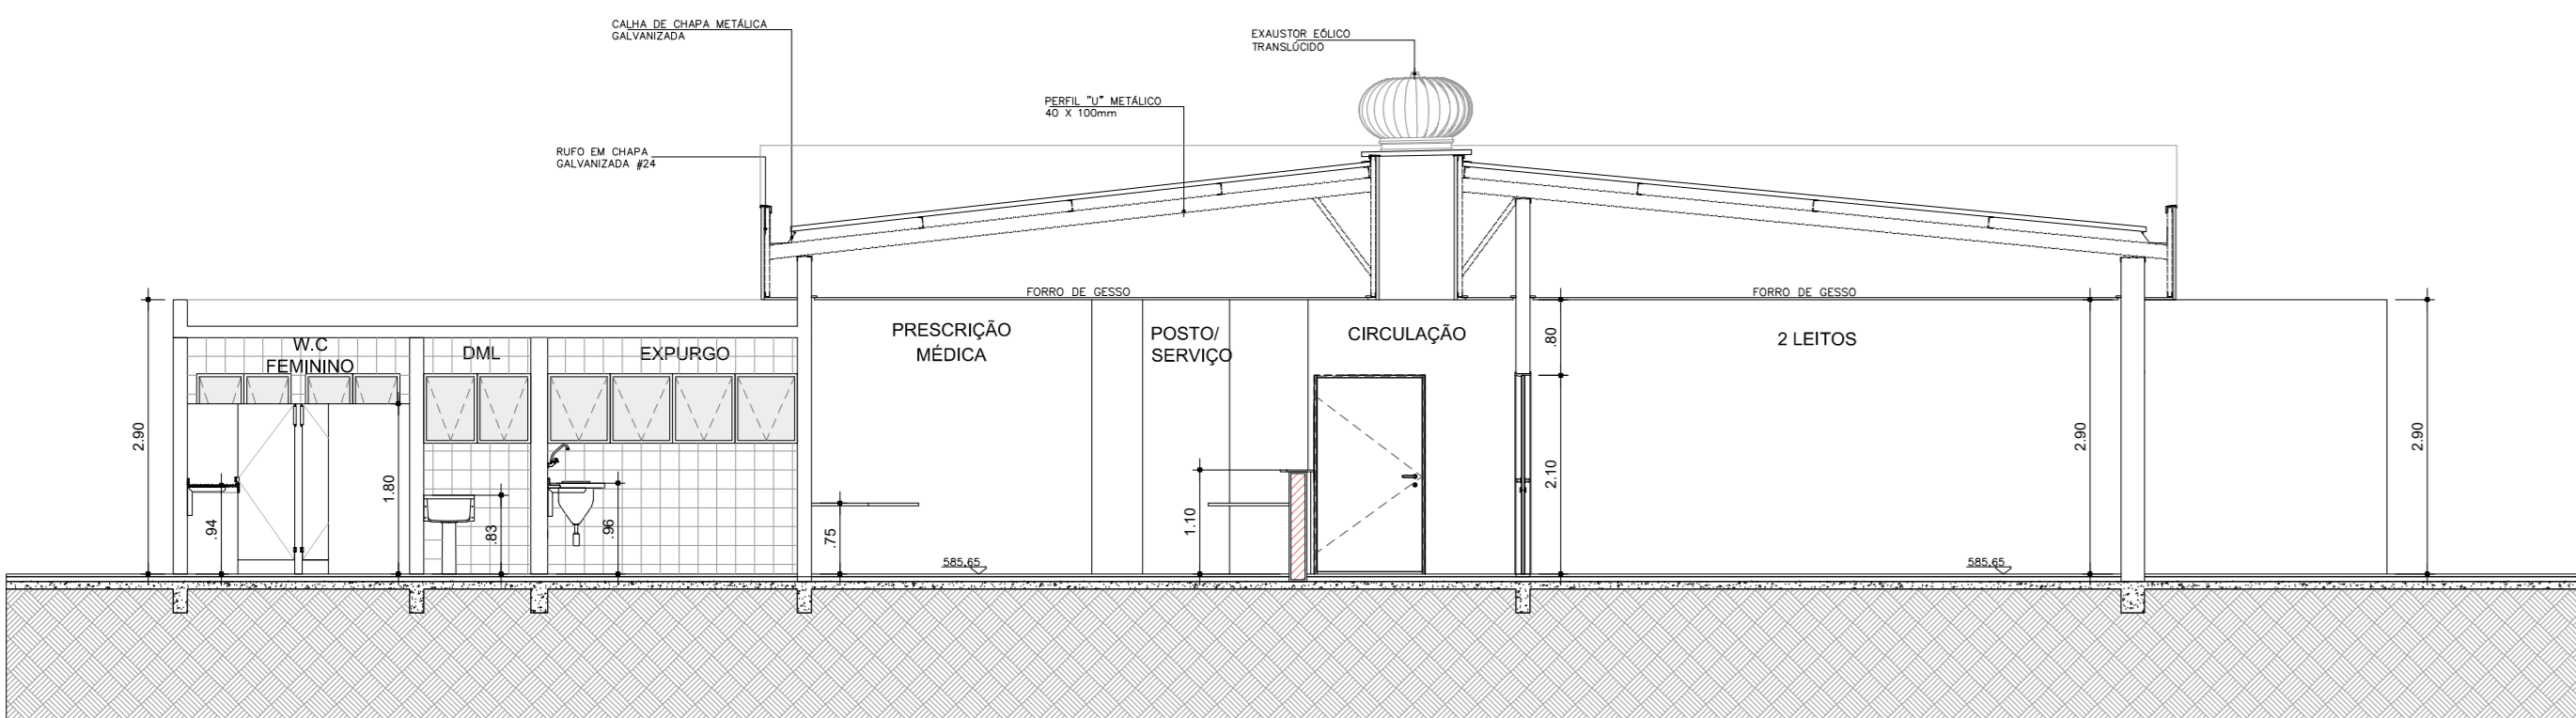 CALHA DE CHAPA METÁLICA
GALVANIZADA
EXAUSTOR EÓLICO
TRANSLÚCIDO
PERFIL "U" METÁLICO
40 X 100mm
RUFO EM CHAPA
GALVANIZADA #24
FORRO DE GESSO
FORRO DE GESSO
W.C
FEMININO
DML
EXPURGO
PRESCRIÇÃO
MÉDICA
POSTO/
SERVIÇO
CIRCULAÇÃO
2 LEITOS
2.90
.94
1.80
.83
.96
.75
585.65
1.10
.80
2.10
585.65
2.90
2.90